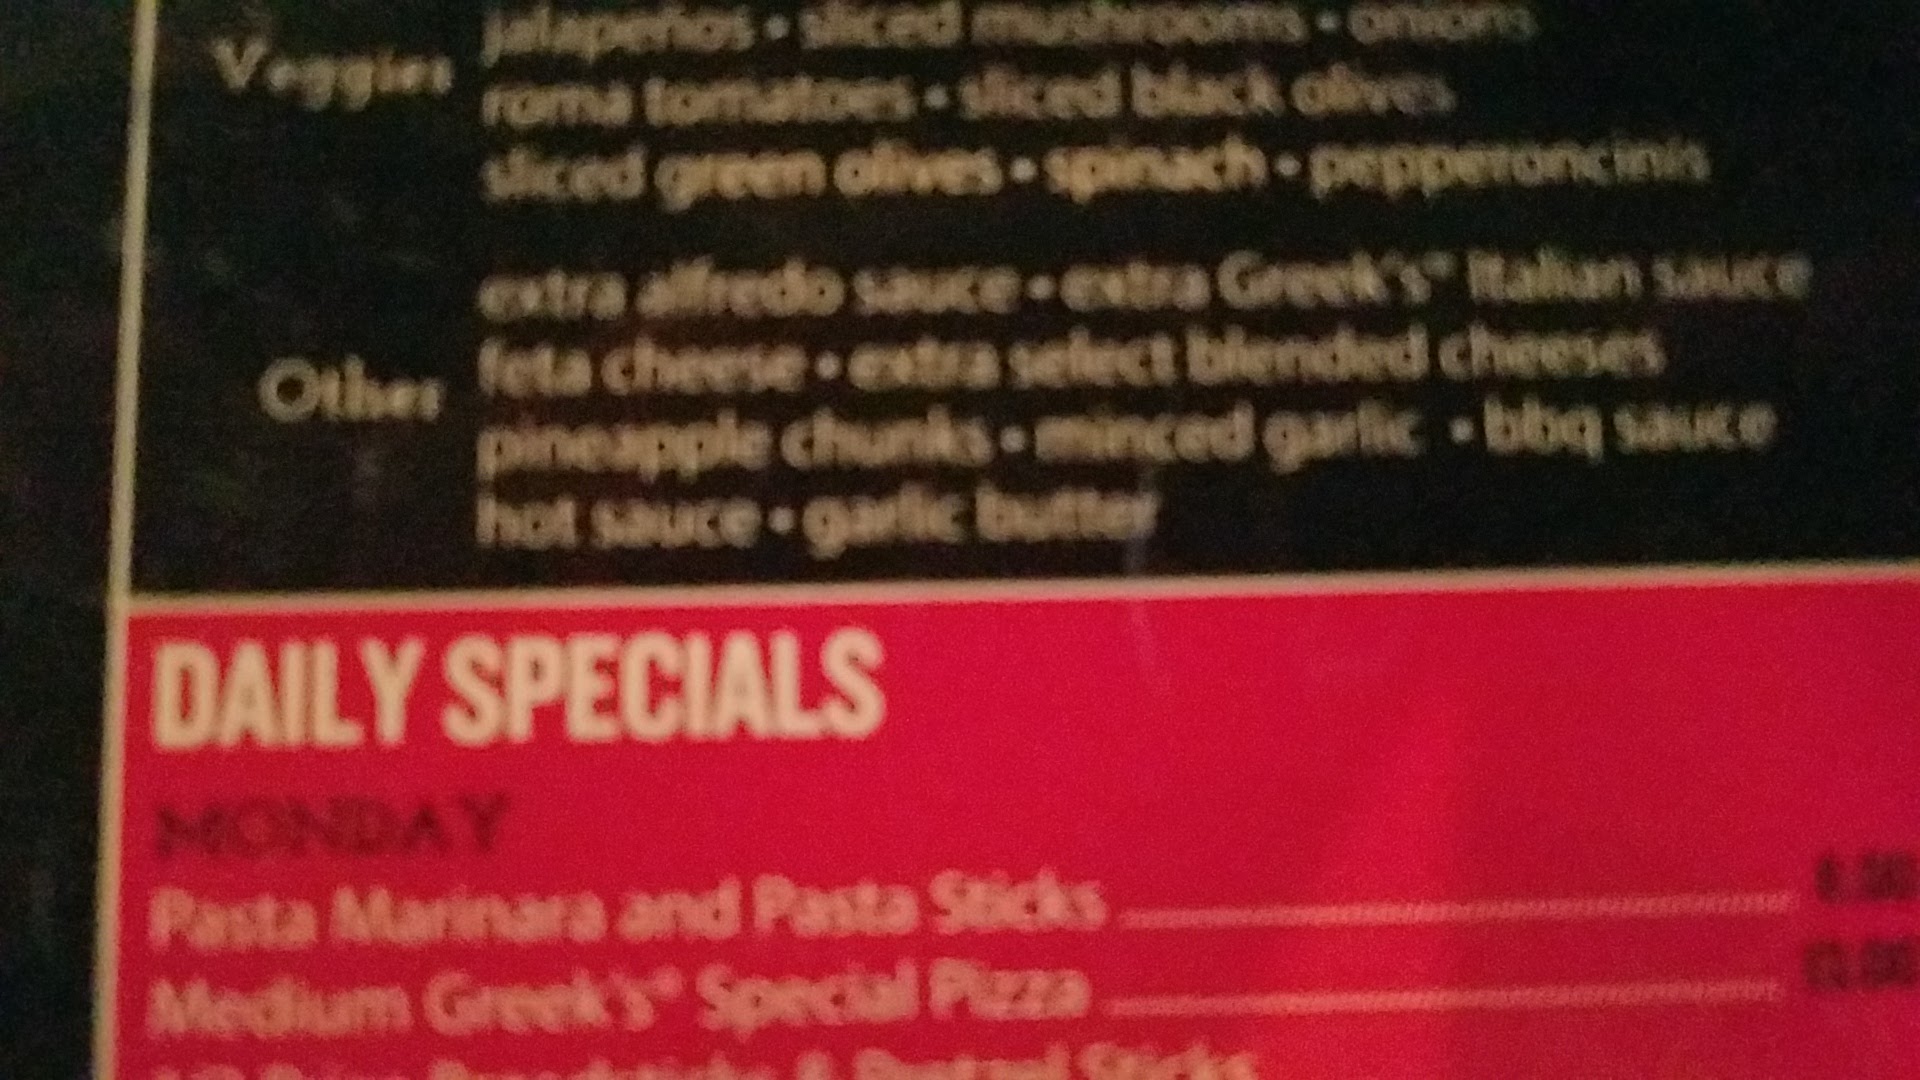 jalapeños • sliced mushrooms • onions
Veggies
roma tomatoes • sliced black olives
sliced green olives • spinach • pepperoncinis
extra alfredo sauce • extra Greek's® Italian sauce
feta cheese • extra select blended cheeses
Other
pineapple chunks • minced garlic • bbq sauce
hot sauce • garlic butter
DAILY SPECIALS
MONDAY
Pasta Marinara and Pasta Sticks
Medium Greek's® Special Pizza
Sticks